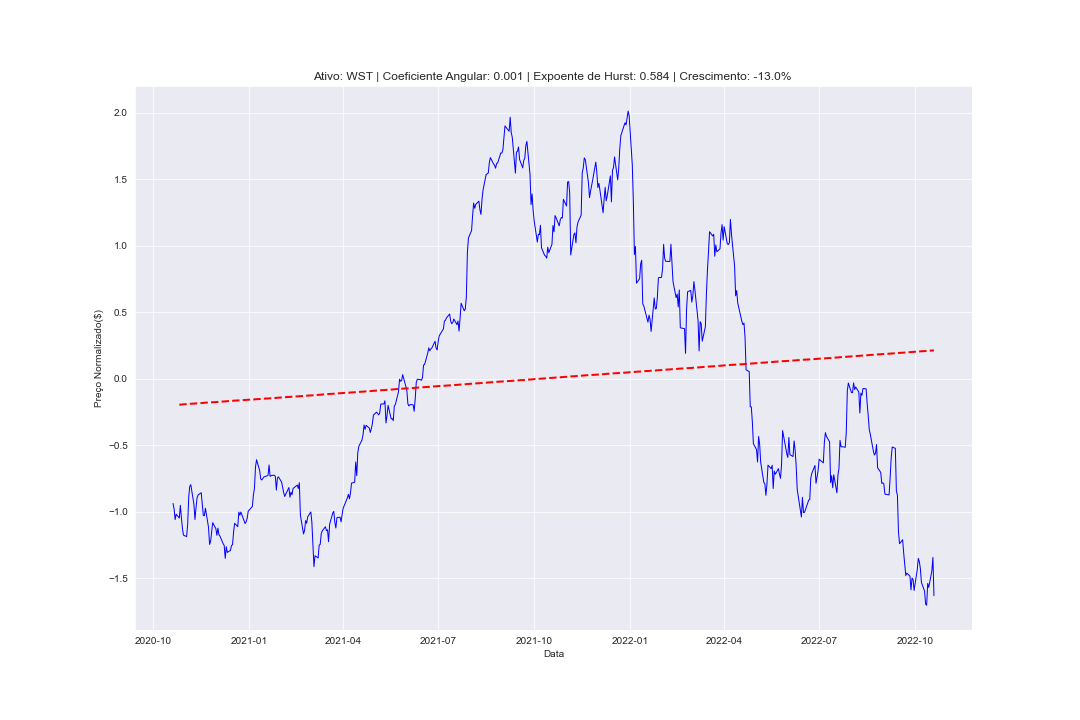 Ativo: WST | Coeficiente Angular: 0.001 | Expoente de Hurst: 0.584 | Crescimento: -13.0%
2.0
1.5
1.0
0.5
0.0
−0.5
−1.0
−1.5
Preço Normalizado($)
2020-10 2021-01 2021-04 2021-07 2021-10 2022-01 2022-04 2022-07 2022-10
Data